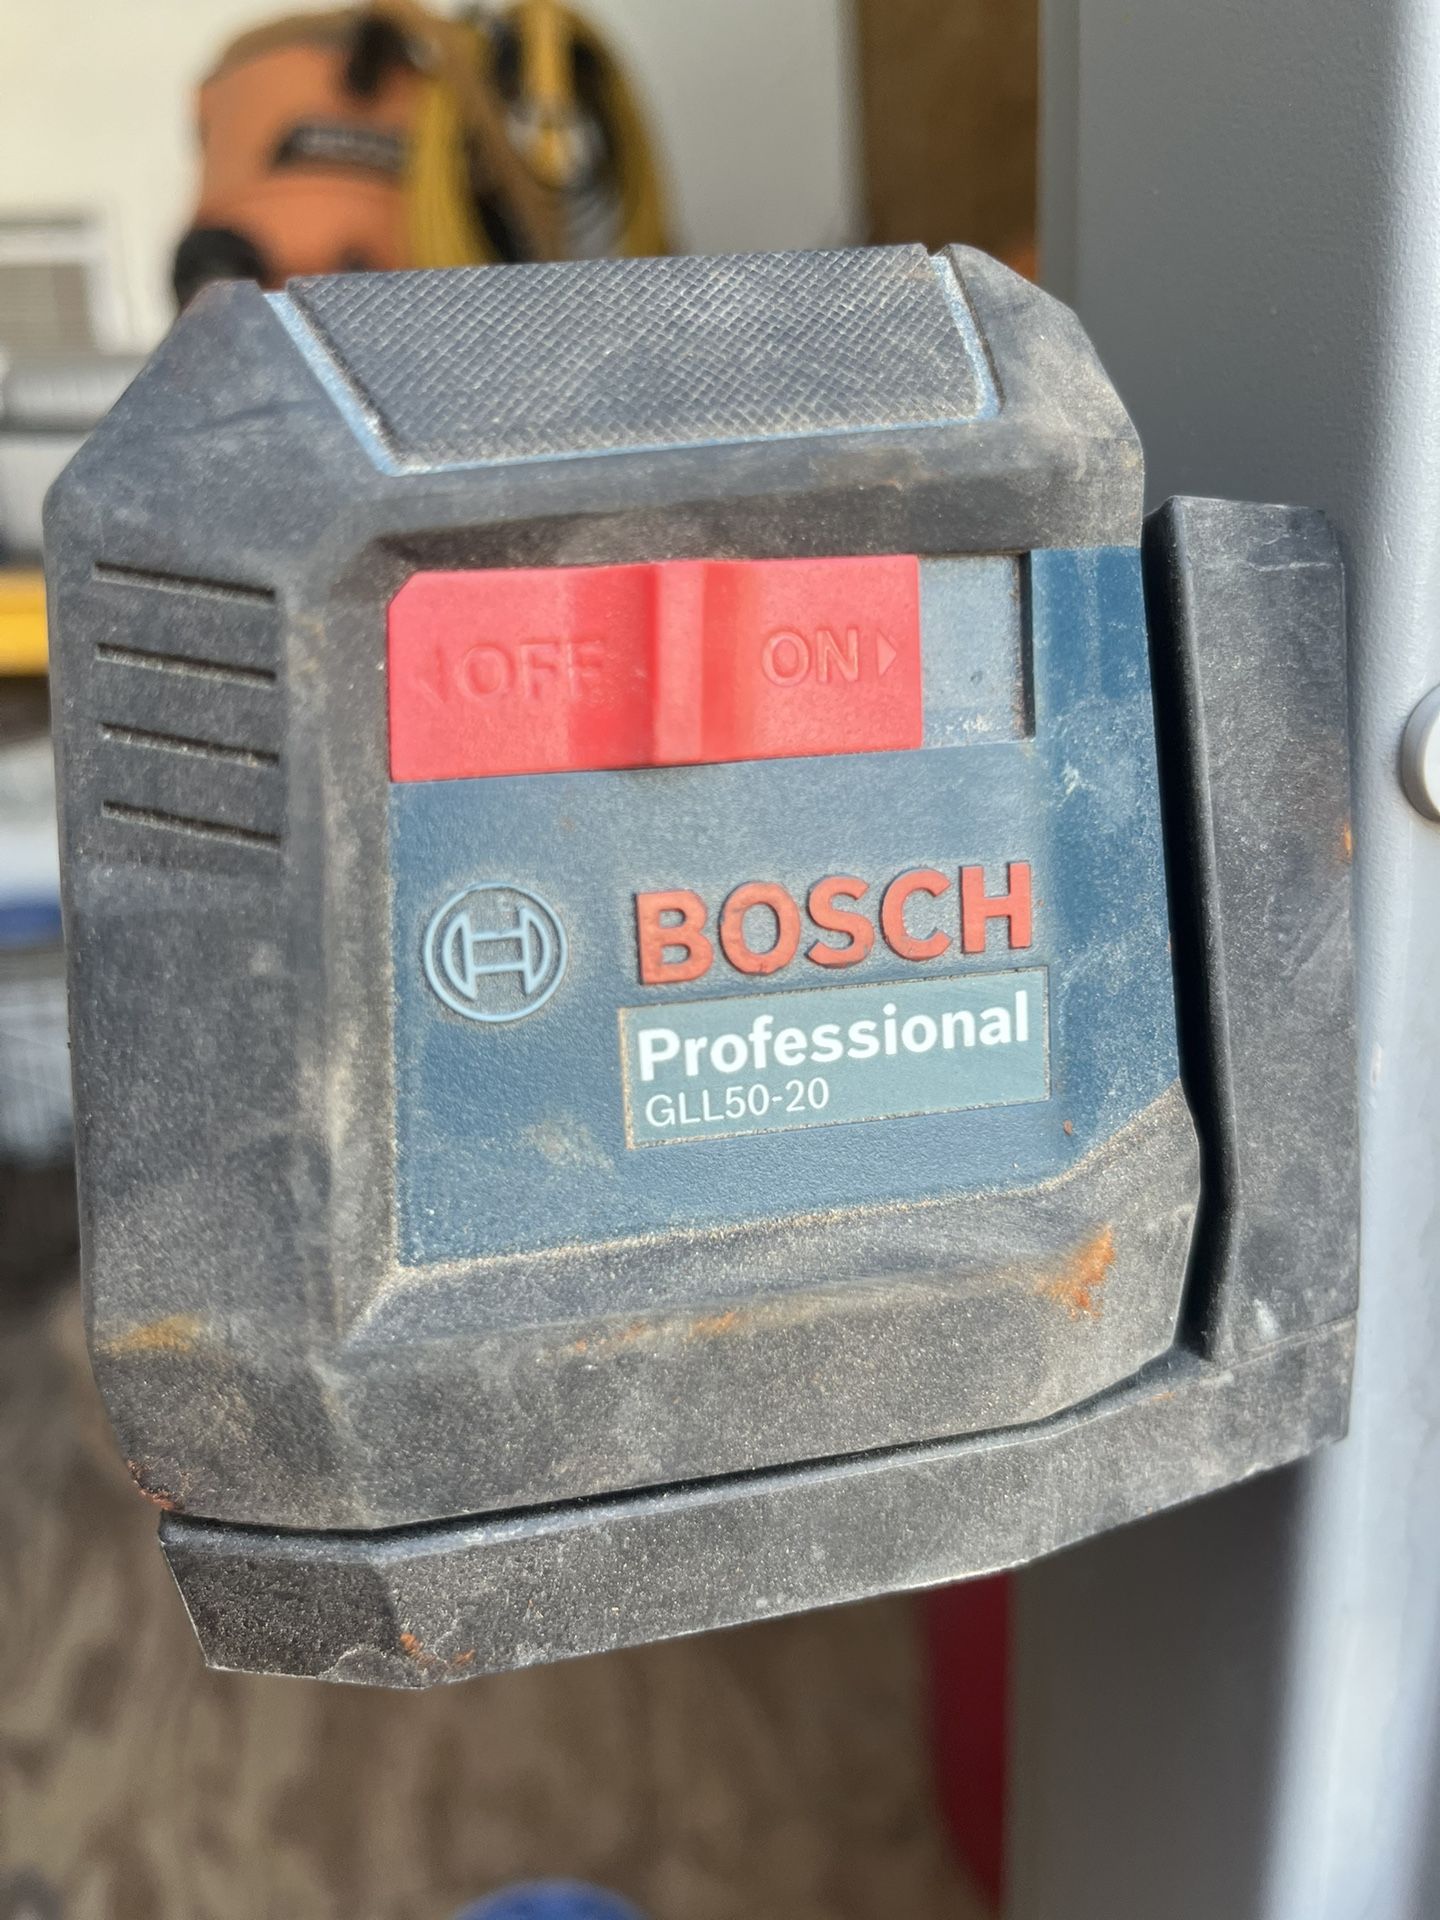 OFF ON
BOSCH
Professional
GLL50-20